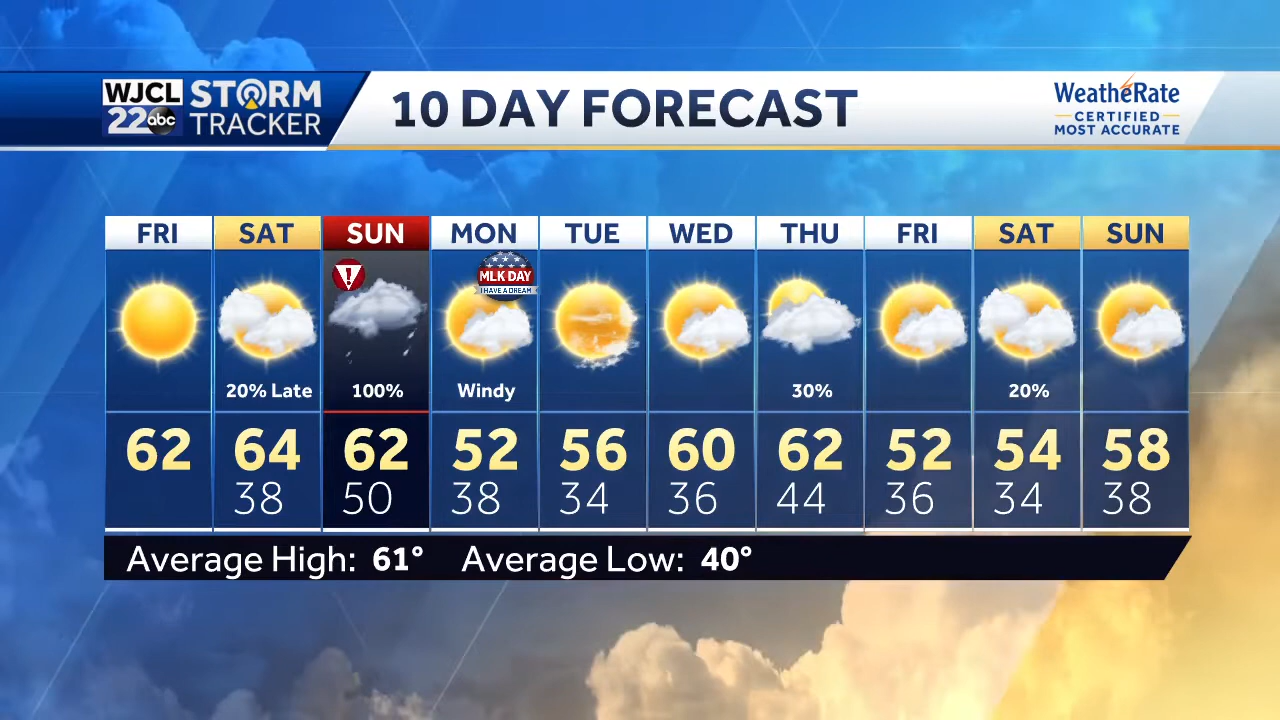 WJCL
22 abc
STORM
TRACKER
10 DAY FORECAST
WeatheRate
CERTIFIED
MOST ACCURATE
FRI SAT SUN MON TUE WED THU FRI SAT SUN
!
MLK DAY
I HAVE A DREAM
20% Late 100% Windy 30% 20%
62 64 62 52 56 60 62 52 54 58
38 50 38 34 36 44 36 34 38
Average High: 61° Average Low: 40°